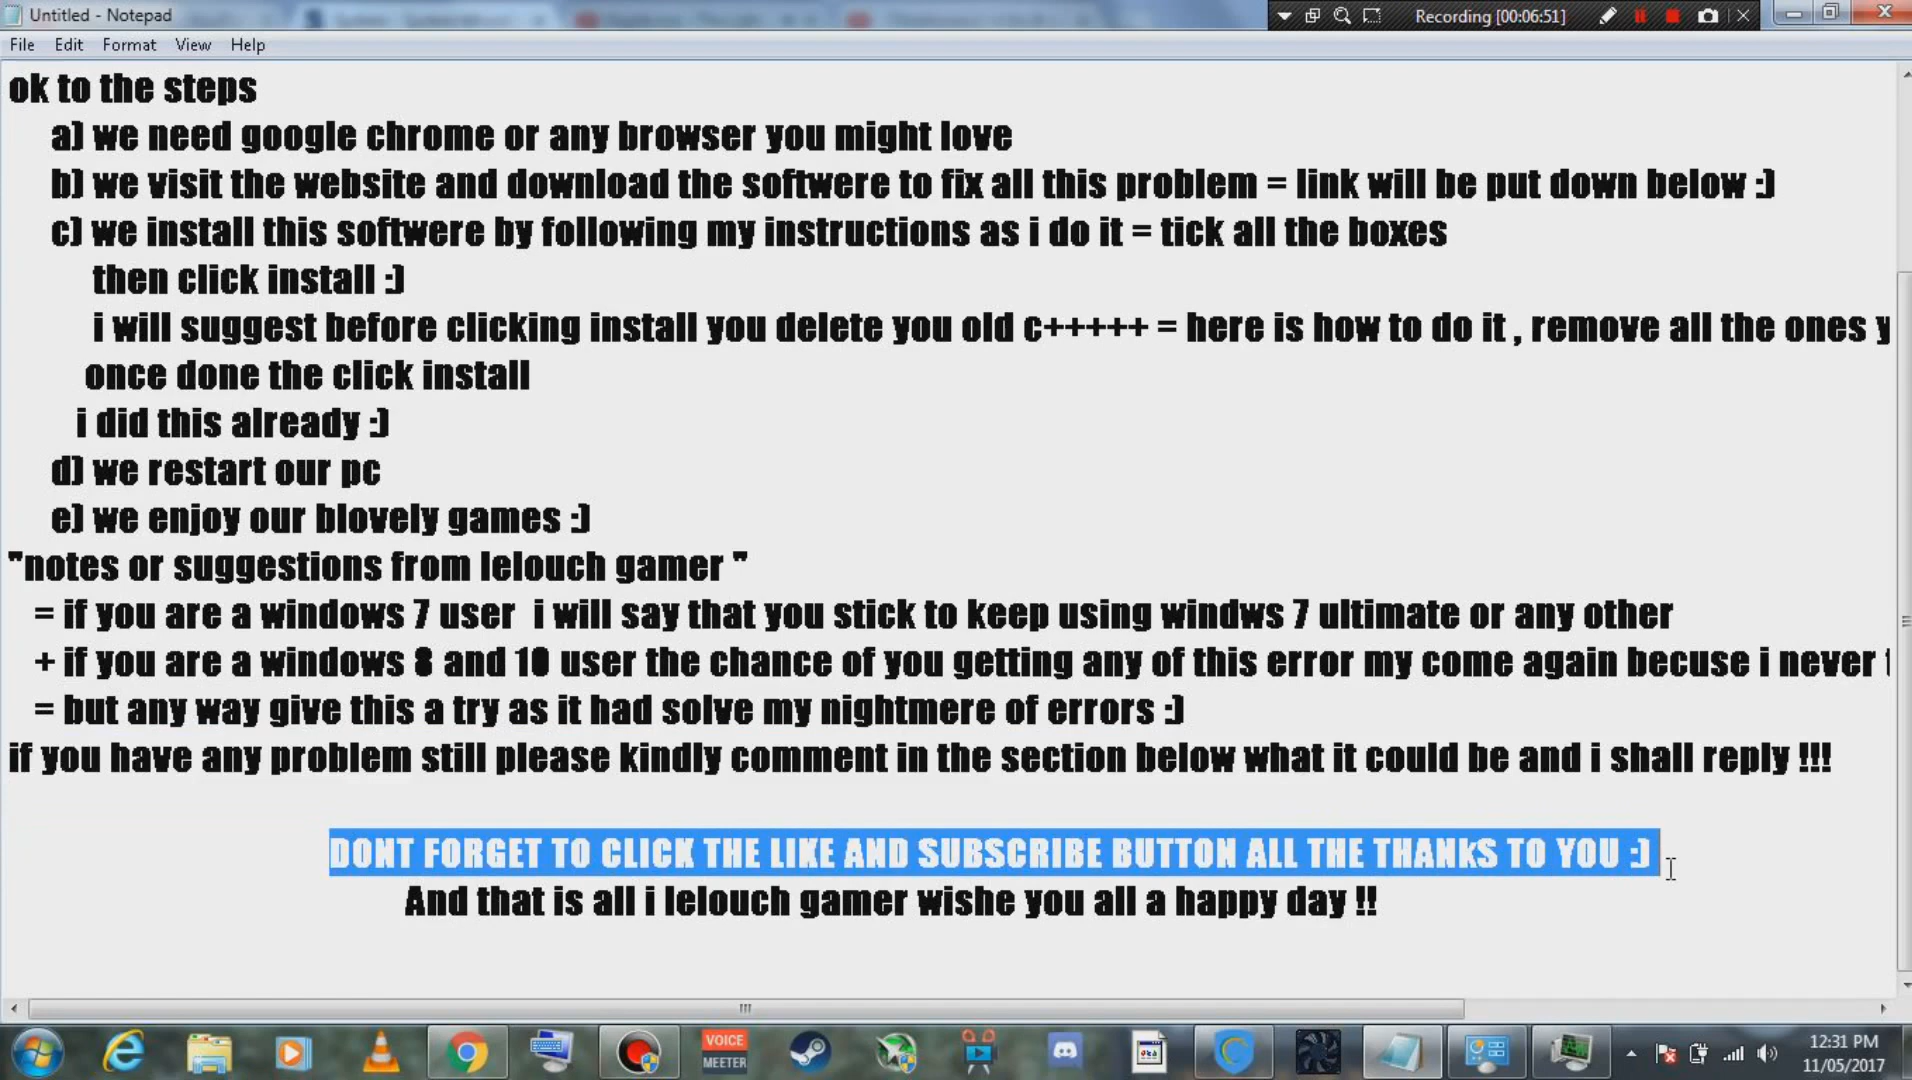 Untitled - Notepad
Recording [00:06:51]
File Edit Format View Help
ok to the steps
a) we need google chrome or any browser you might love
b) we visit the website and download the softwere to fix all this problem = link will be put down below :)
c) we install this softwere by following my instructions as i do it = tick all the boxes
then click install :)
i will suggest before clicking install you delete you old c+++++ = here is how to do it , remove all the ones
once done the click install
i did this already :)
d) we restart our pc
e) we enjoy our blovely games :)
"notes or suggestions from lelouch gamer "
= if you are a windows 7 user i will say that you stick to keep using windws 7 ultimate or any other
+ if you are a windows 8 and 10 user the chance of you getting any of this error my come again becuse i never
= but any way give this a try as it had solve my nightmere of errors :)
if you have any problem still please kindly comment in the section below what it could be and i shall reply !!!
DONT FORGET TO CLICK THE LIKE AND SUBSCRIBE BUTTON ALL THE THANKS TO YOU :)
And that is all i lelouch gamer wishe you all a happy day !!
VOICE
MEETER
12:31 PM
11/05/2017